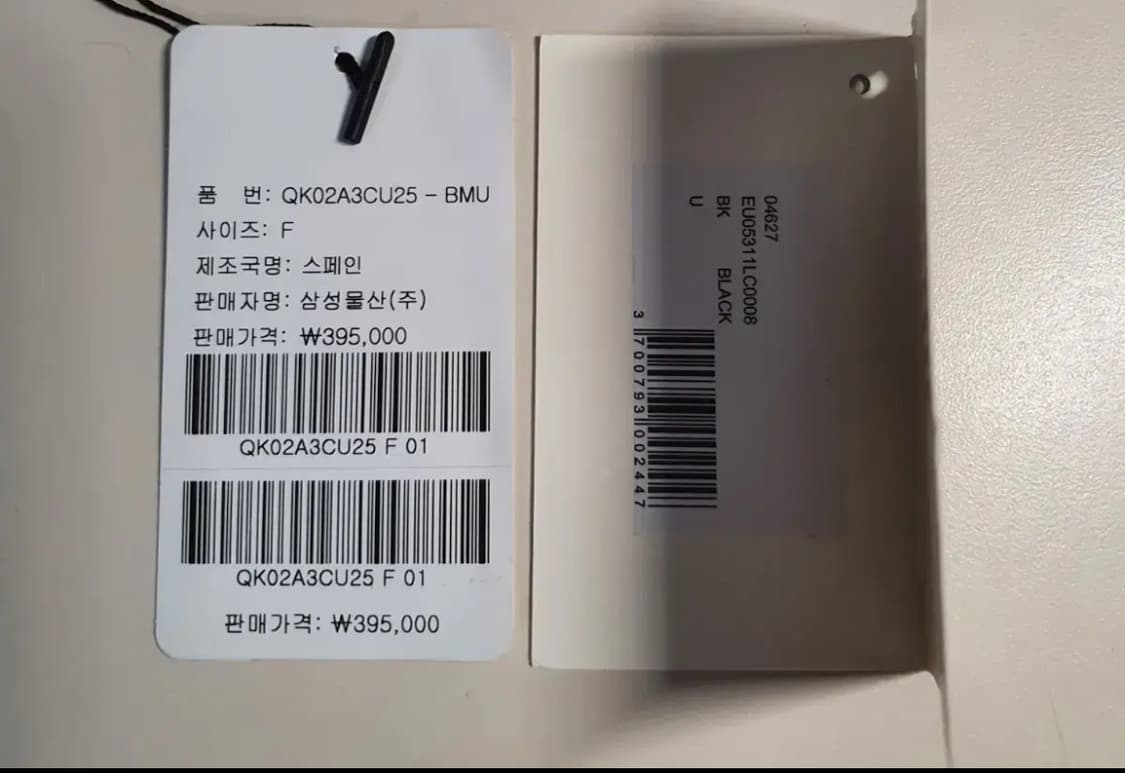 품 번: QK02A3CU25 - BMU
사이즈: F
제조국명: 스페인
판매자명: 삼성물산(주)
판매가격: ₩395,000
QK02A3CU25 F 01
QK02A3CU25 F 01
판매가격: ₩395,000
04627
EU05311LC0008
BK BLACK
U
3 700793 002447